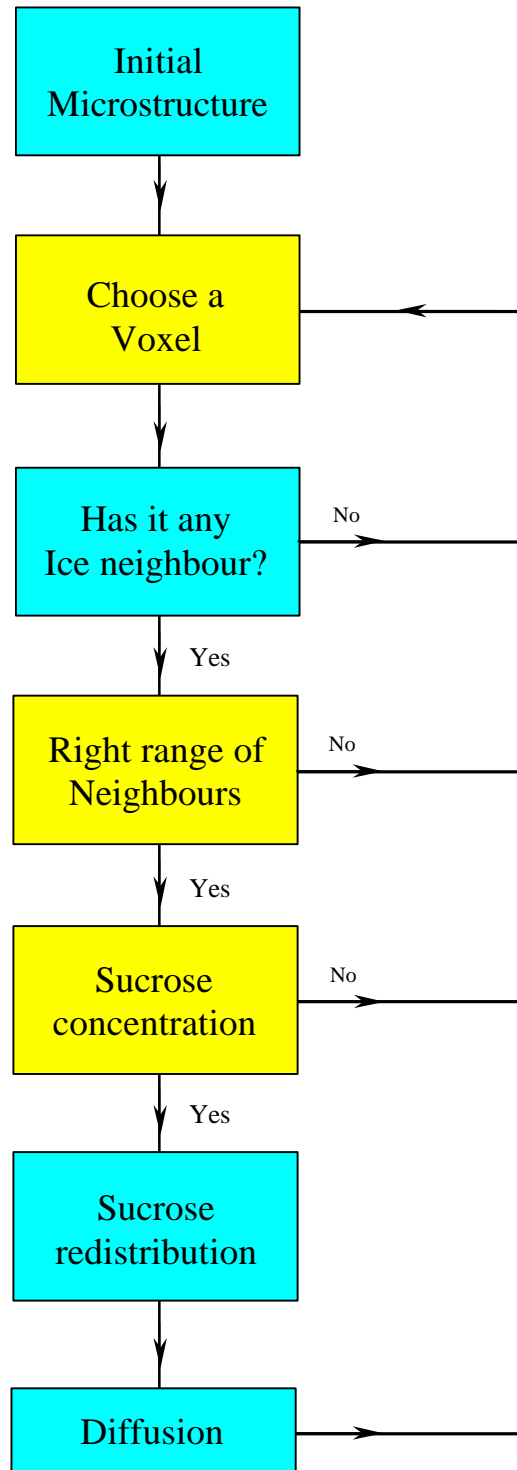 Initial
Microstructure
Choose a
Voxel
Has it any
Ice neighbour?
No
Yes
Right range of
Neighbours
No
Yes
Sucrose
concentration
No
Yes
Sucrose
redistribution
Diffusion